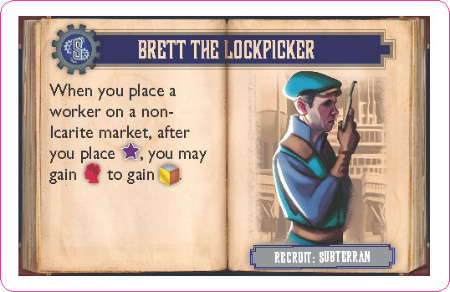 S
BRETT THE LOCKPICKER
When you place a
worker on a non-
Icarite market, after
you place, you may
gain to gain.
RECRUIT: SUBTERRAN